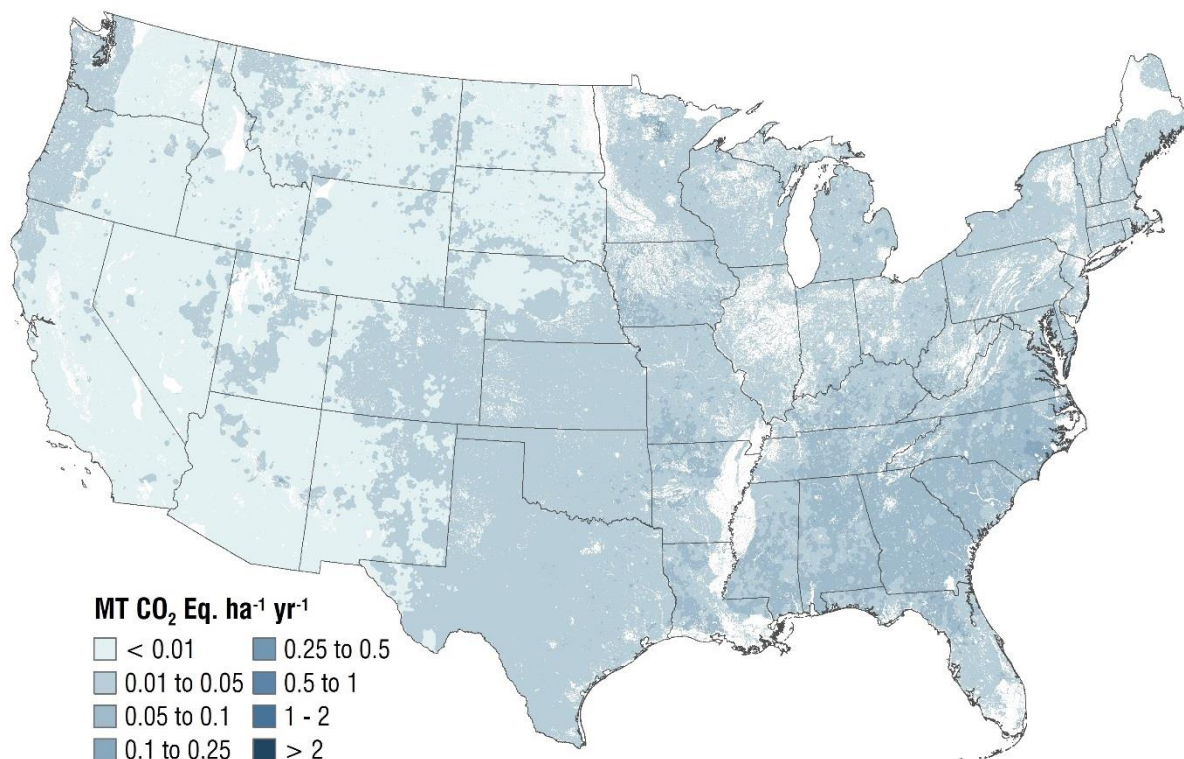 MT CO₂ Eq. ha⁻¹ yr⁻¹
< 0.01
0.01 to 0.05
0.05 to 0.1
0.1 to 0.25
0.25 to 0.5
0.5 to 1
1 - 2
> 2